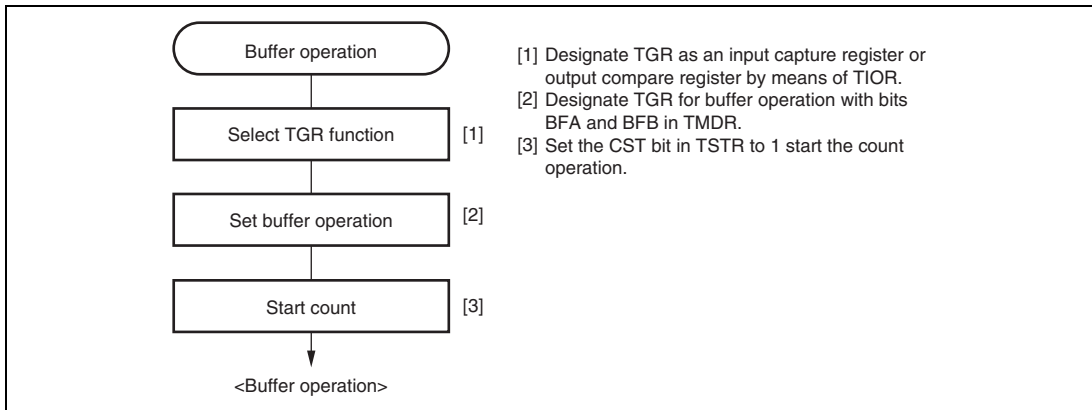 Buffer operation
Select TGR function
[1]
Set buffer operation
[2]
Start count
[3]
<Buffer operation>
[1] Designate TGR as an input capture register or
output compare register by means of TIOR.
[2] Designate TGR for buffer operation with bits
BFA and BFB in TMDR.
[3] Set the CST bit in TSTR to 1 start the count
operation.